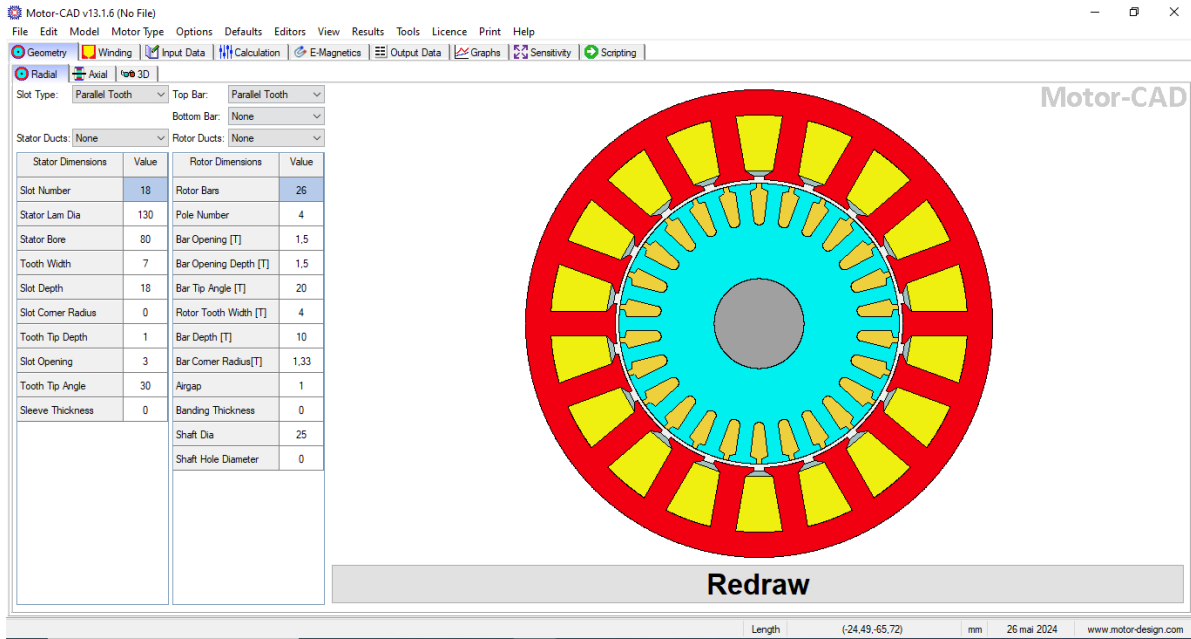 Motor-CAD v13.1.6 (No File)
File Edit Model Motor Type Options Defaults Editors View Results Tools Licence Print Help
Geometry Winding Input Data Calculation E-Magnetics Output Data Graphs Sensitivity Scripting
Radial Axial 3D
Slot Type: Parallel Tooth Top Bar: Parallel Tooth
Bottom Bar: None
Stator Ducts: None Rotor Ducts: None
Motor-CAD
Stator Dimensions Value Rotor Dimensions Value
Slot Number 18 Rotor Bars 26
Stator Lam Dia 130 Pole Number 4
Stator Bore 80 Bar Opening [T] 1,5
Tooth Width 7 Bar Opening Depth [T] 1,5
Slot Depth 18 Bar Tip Angle [T] 20
Slot Corner Radius 0 Rotor Tooth Width [T] 4
Tooth Tip Depth 1 Bar Depth [T] 10
Slot Opening 3 Bar Corner Radius[T] 1,33
Tooth Tip Angle 30 Airgap 1
Sleeve Thickness 0 Banding Thickness 0
Shaft Dia 25
Shaft Hole Diameter 0
Redraw
Length (-24,49,-65,72) mm 26 mai 2024 www.motor-design.com